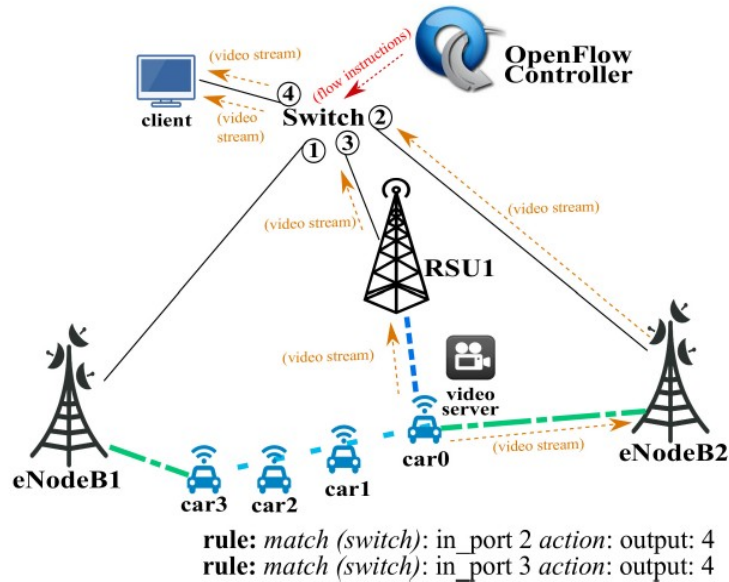 OpenFlow
Controller
(flow instructions)
(video stream)
④
client
(video
stream)
Switch
②
①
③
(video stream)
(video stream)
RSU1
(video stream)
video
server
(video stream)
eNodeB1
car3
car2
car1
car0
eNodeB2
rule: match (switch): in_port 2 action: output: 4
rule: match (switch): in_port 3 action: output: 4